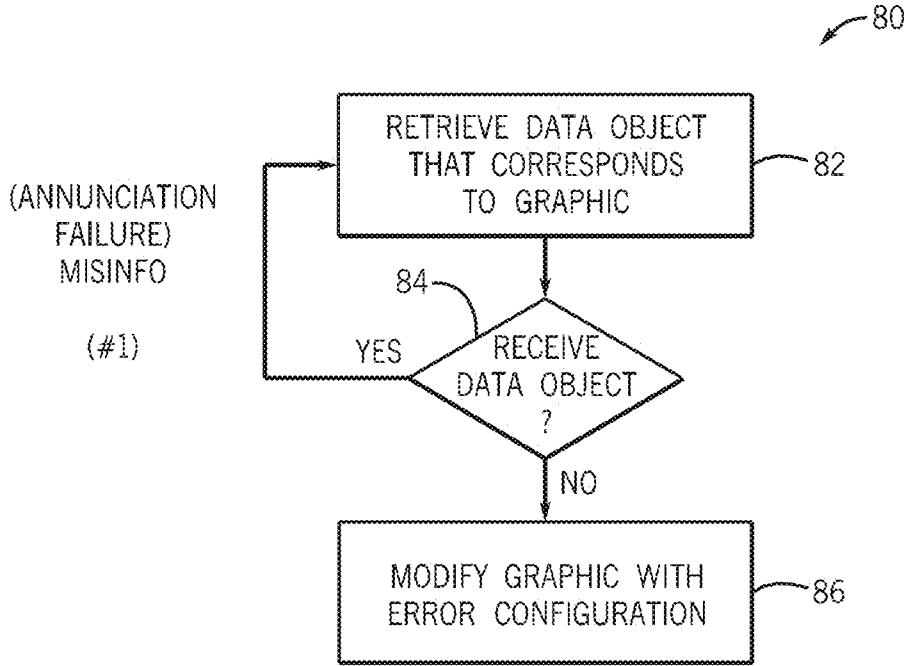 80
RETRIEVE DATA OBJECT
THAT CORRESPONDS
TO GRAPHIC
82
(ANNUNCIATION
FAILURE)
MISINFO
(#1)
84
YES
RECEIVE
DATA OBJECT
?
NO
MODIFY GRAPHIC WITH
ERROR CONFIGURATION
86